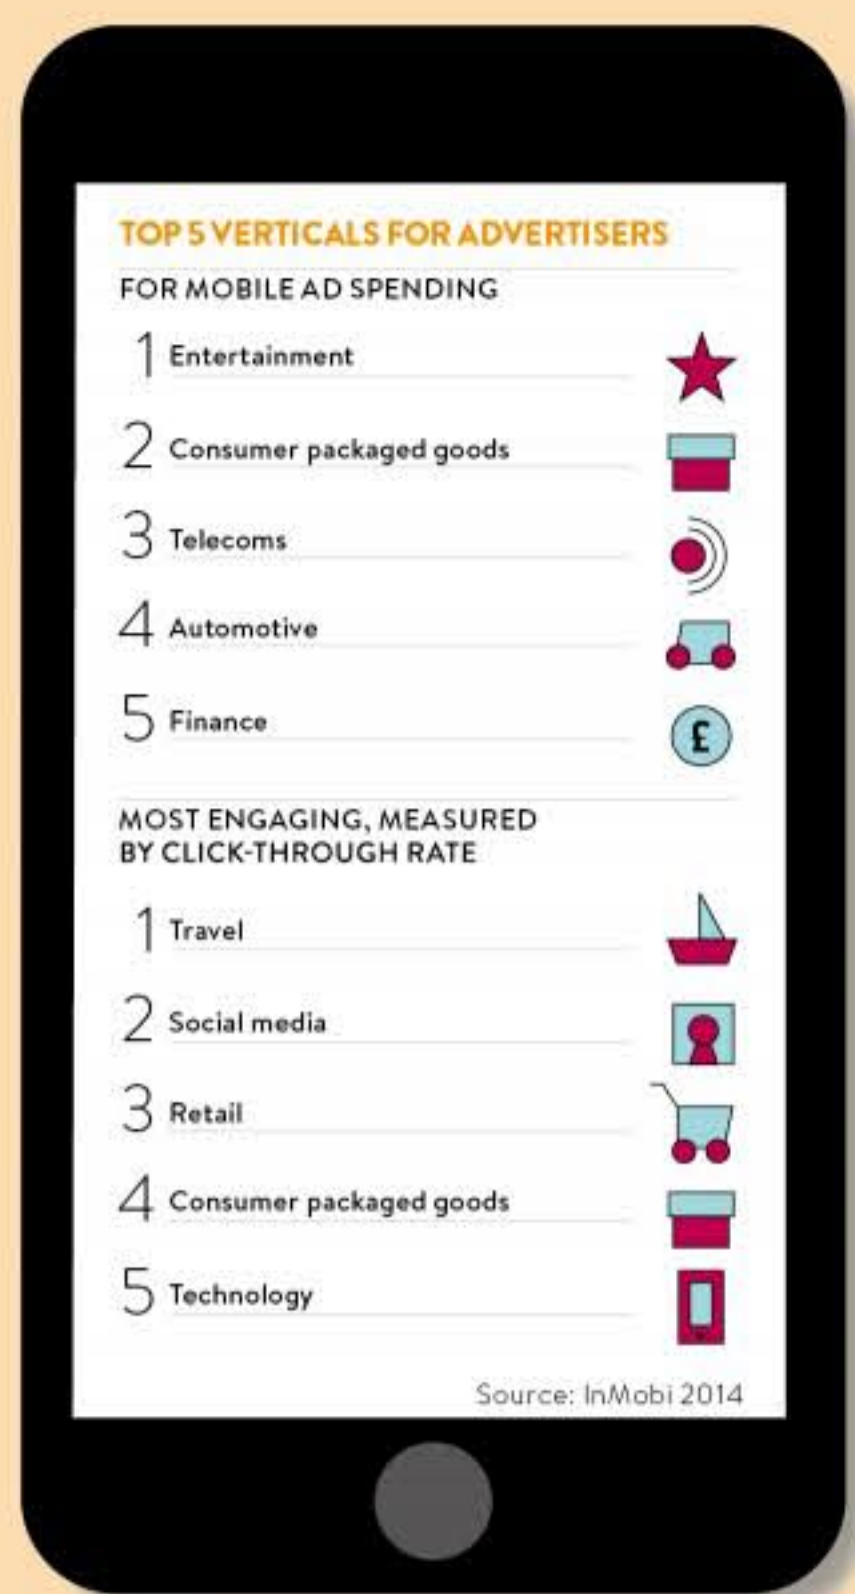 TOP 5 VERTICALS FOR ADVERTISERS
FOR MOBILE AD SPENDING
1 Entertainment
2 Consumer packaged goods
3 Telecoms
4 Automotive
5 Finance
£
MOST ENGAGING, MEASURED
BY CLICK-THROUGH RATE
1 Travel
2 Social media
3 Retail
4 Consumer packaged goods
5 Technology
Source: InMobi 2014